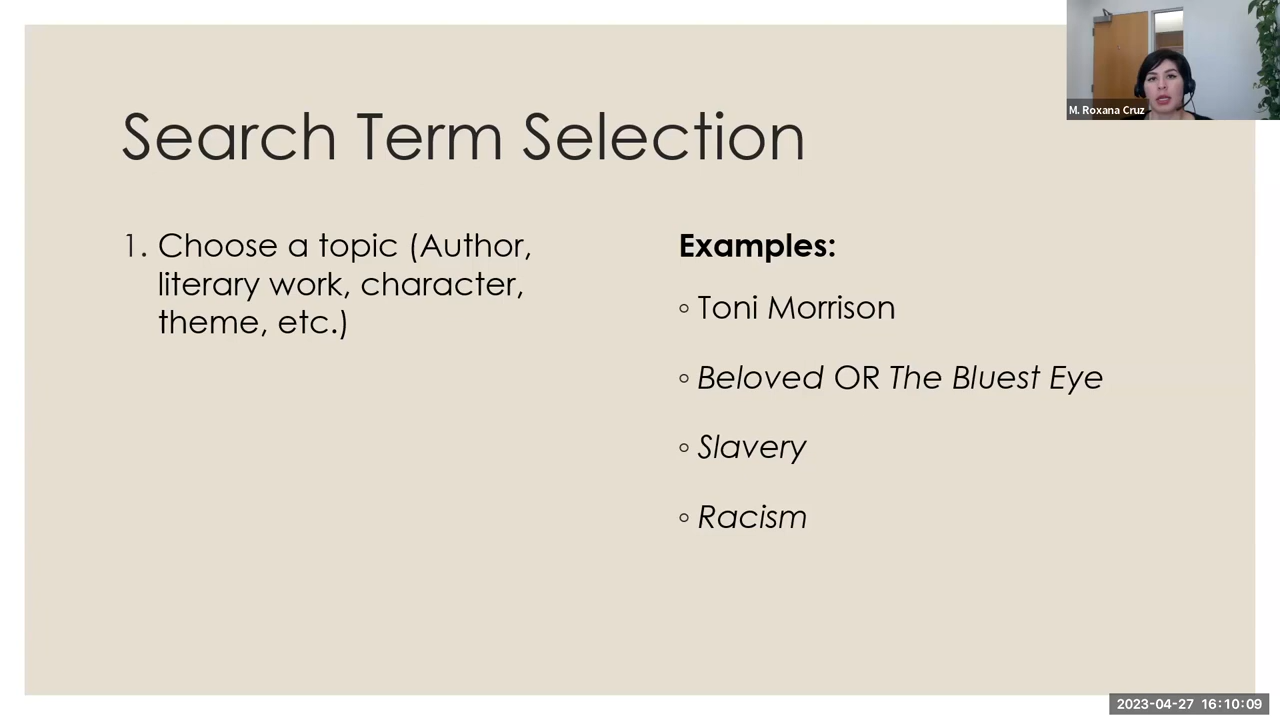 M. Roxana Cruz
Search Term Selection
1. Choose a topic (Author,
literary work, character,
theme, etc.)
Examples:
◦ Toni Morrison
◦ Beloved OR The Bluest Eye
◦ Slavery
◦ Racism
2023-04-27 16:10:09